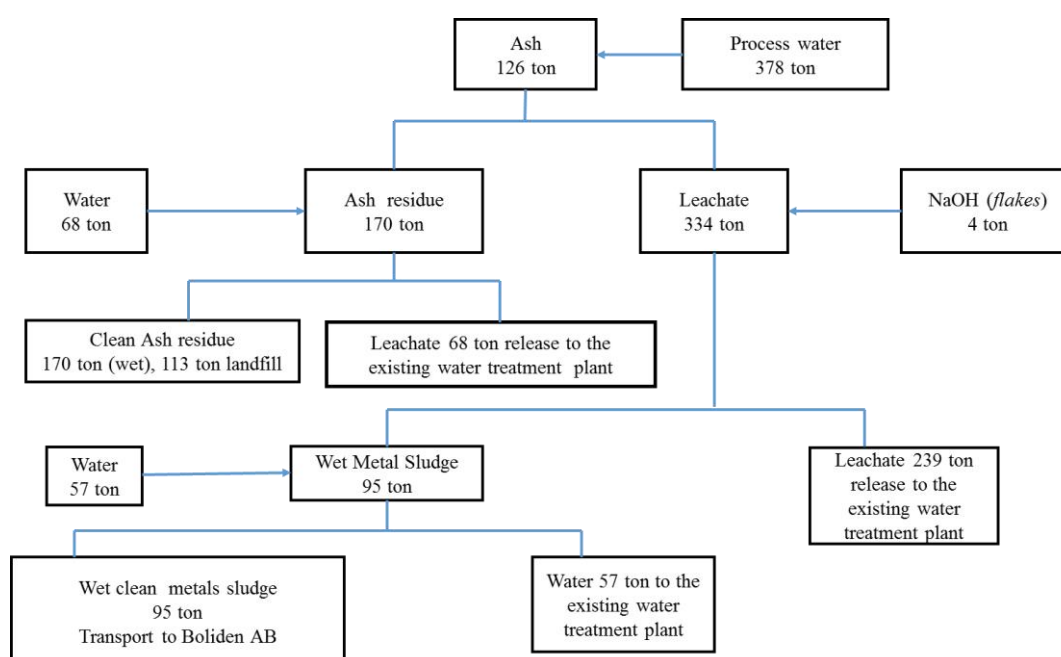 Ash
126 ton
Process water
378 ton
Water
68 ton
Ash residue
170 ton
Leachate
334 ton
NaOH (flakes)
4 ton
Clean Ash residue
170 ton (wet), 113 ton landfill
Leachate 68 ton release to the
existing water treatment plant
Water
57 ton
Wet Metal Sludge
95 ton
Leachate 239 ton
release to the
existing water
treatment plant
Wet clean metals sludge
95 ton
Transport to Boliden AB
Water 57 ton to the
existing water
treatment plant